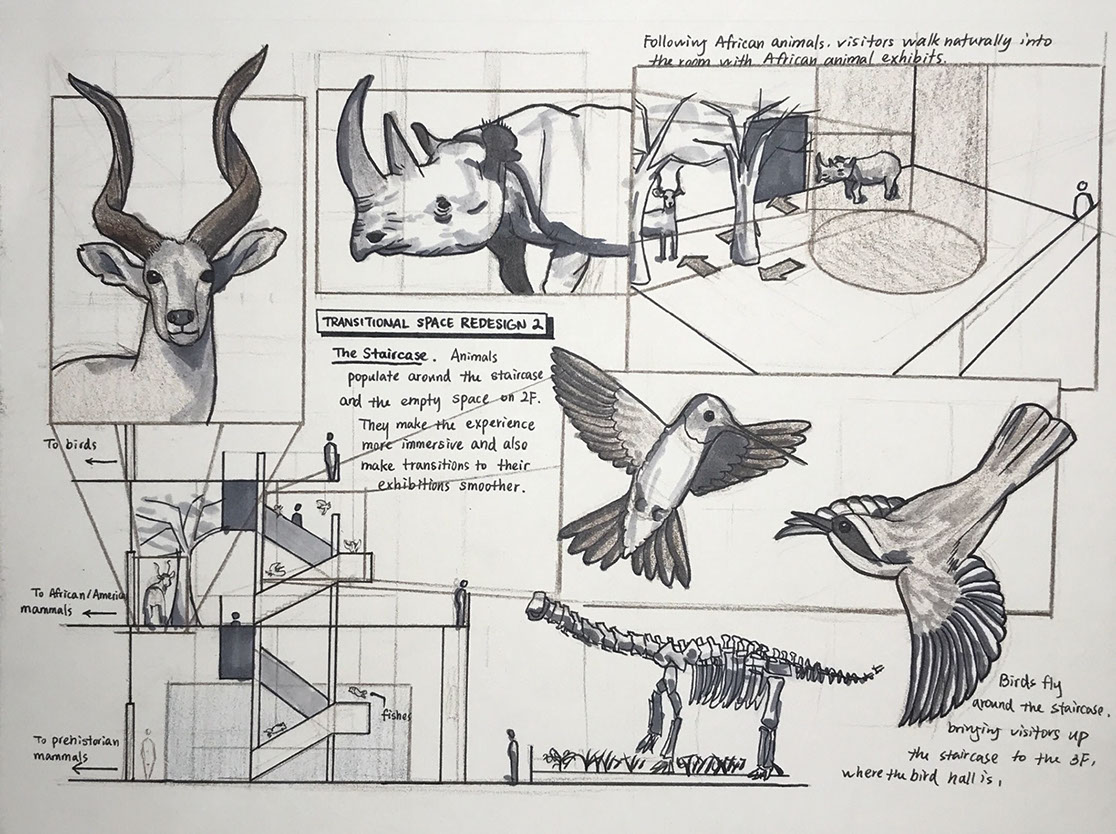 Following African animals, visitors walk naturally into
the room with African animal exhibits.
TRANSITIONAL SPACE REDESIGN 2
The Staircase. Animals
populate around the staircase
and the empty space on 2F.
They make the experience
more immersive and also
make transitions to their
exhibitions smoother.
To birds
To African/America
mammals
fishes
To prehistorian
mammals
Birds fly
around the staircase.
bringing visitors up
the staircase to the 3F,
where the bird hall is.